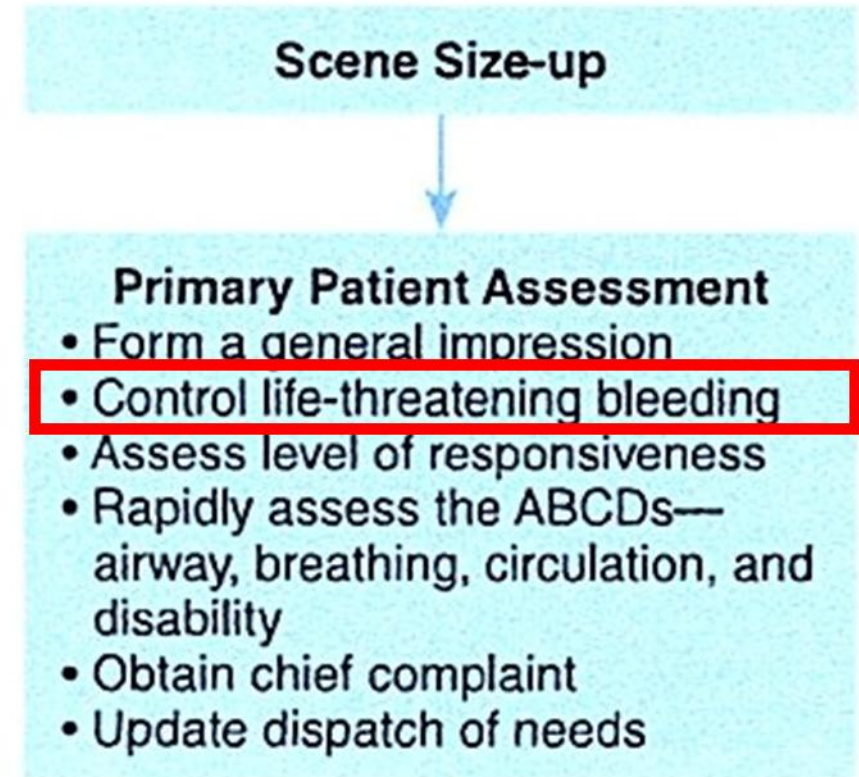 Scene Size-up
Primary Patient Assessment
• Form a general impression
• Control life-threatening bleeding
• Assess level of responsiveness
• Rapidly assess the ABCDs—
airway, breathing, circulation, and
disability
• Obtain chief complaint
• Update dispatch of needs